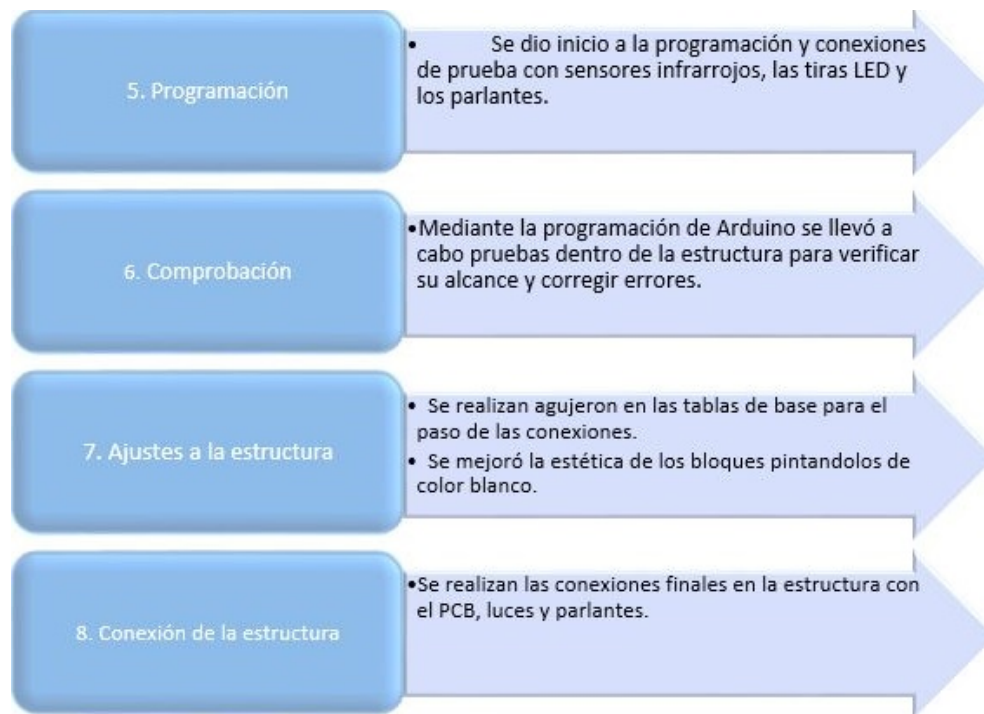 5. Programación
• Se dio inicio a la programación y conexiones
de prueba con sensores infrarrojos, las tiras LED y
los parlantes.
6. Comprobación
•Mediante la programación de Arduino se llevó a
cabo pruebas dentro de la estructura para verificar
su alcance y corregir errores.
7. Ajustes a la estructura
• Se realizan agujeron en las tablas de base para el
paso de las conexiones.
• Se mejoró la estética de los bloques pintandolos de
color blanco.
8. Conexión de la estructura
•Se realizan las conexiones finales en la estructura con
el PCB, luces y parlantes.